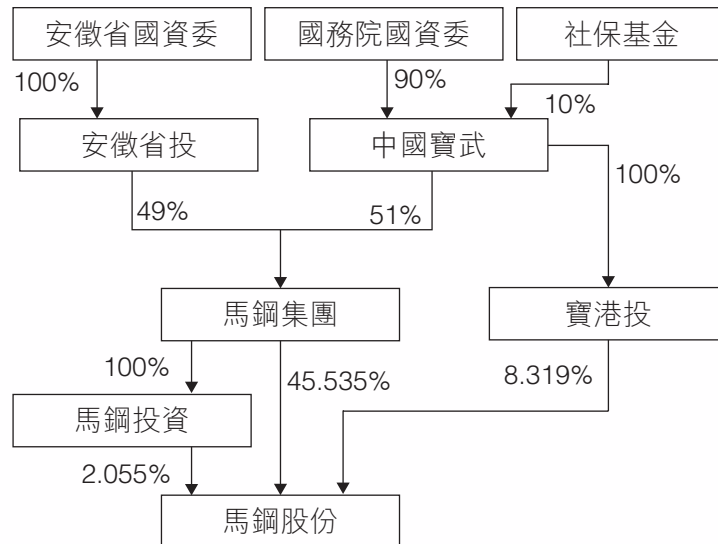 安徽省國資委
國務院國資委
社保基金
100%
90%
10%
安徽省投
中國寶武
100%
49%
51%
馬鋼集團
寶港投
100%
45.535%
8.319%
馬鋼投資
2.055%
馬鋼股份